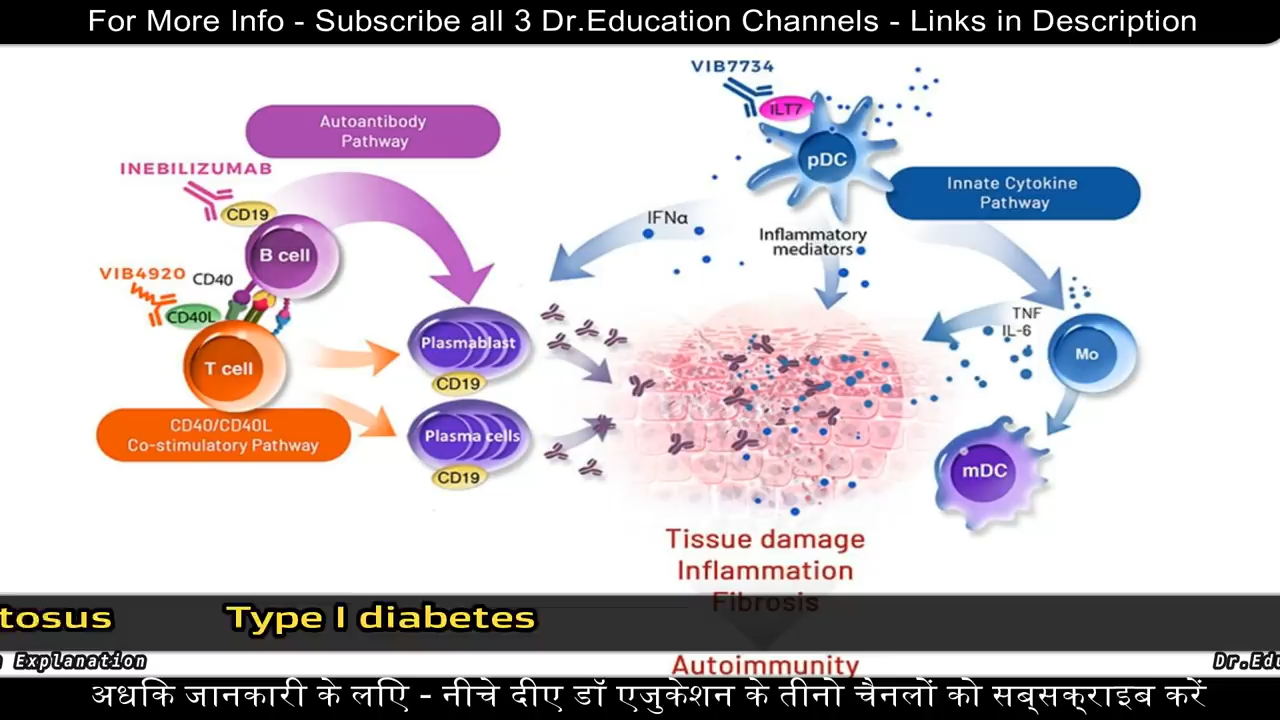 For More Info - Subscribe all 3 Dr.Education Channels - Links in Description
VIB7734
ILT7
pDC
Autoantibody
Pathway
INEBILIZUMAB
CD19
B cell
VIB4920
CD40
CD40L
T cell
CD40/CD40L
Co-stimulatory Pathway
Plasmablast
CD19
Plasma cells
CD19
IFNα
Inflammatory
mediators
Innate Cytokine
Pathway
TNF
IL-6
Mo
mDC
Tissue damage
Inflammation
Fibrosis
tosus Type I diabetes
Explanation
Dr.Edu
Autoimmunity
अधकि जानकारी के लएि - नीचे दीए डॉ एजुकेशन के तीनो चैनलों को सब्सक्राइब करें